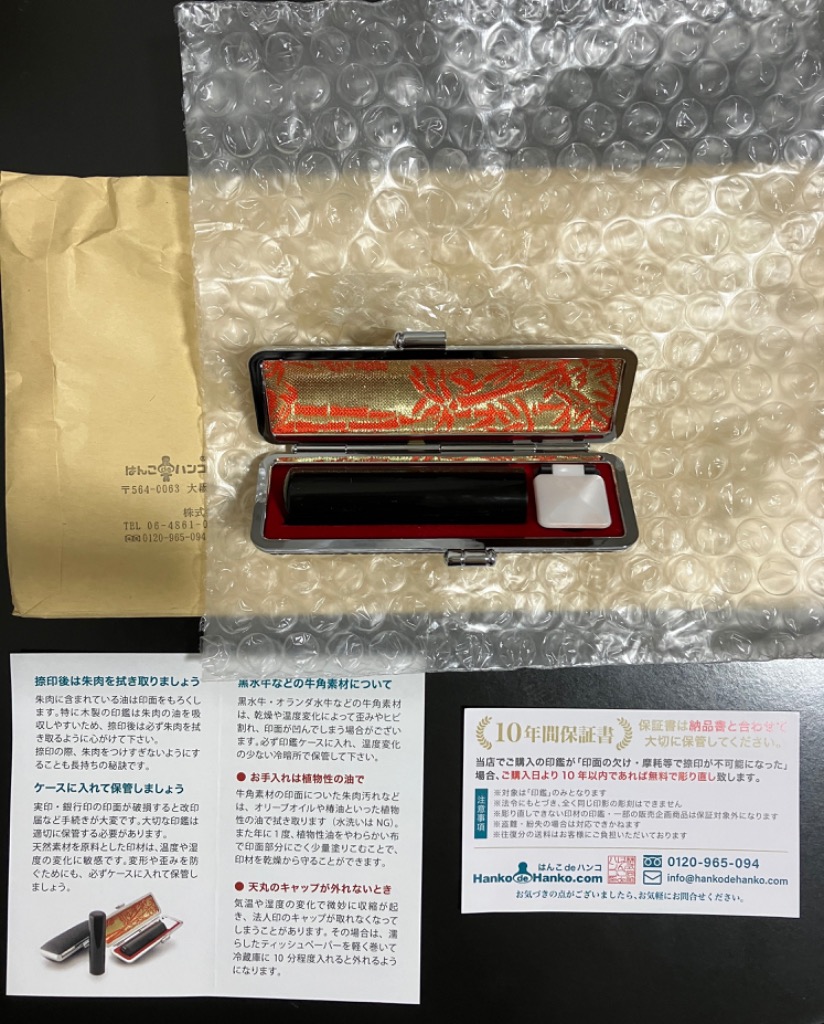 はんこ ハンコ
〒564-0063 大
株式
TEL 06-4861-0
0120-965-094
捺印後は朱肉を拭き取りましょう
朱肉に含まれている油は印面をもろくし
ます。特に木製の印鑑は朱肉の油を吸
収しやすいため、捺印後は必ず朱肉を拭
き取るように心がけて下さい。
捺印の際、朱肉をつけすぎないようにす
ることも長持ちの秘訣です。
ケースに入れて保管しましょう
実印・銀行印の印面が破損すると改印
届など手続きが大変です。大切な印鑑は
適切に保管する必要があります。
天然素材を原料とした印材は、温度や湿
度の変化に敏感です。変形や歪みを防
ぐためにも、必ずケースに入れて保管し
ましょう。
黒水牛などの牛角素材について
黒水牛・オランダ水牛などの牛角素材
は、乾燥や温度変化によって歪みやヒビ
割れ、印面が凹んでしまう場合がござい
ます。必ず印鑑ケースに入れ、温度変化
の少ない冷暗所で保管して下さい。
● お手入れは植物性の油で
牛角素材の印面についた朱肉汚れなど
は、オリーブオイルや椿油といった植物
性の油で拭き取ります（水洗いは NG）。
また年に１度、植物性油をやわらかい布
で印面部分にごく少量塗りこむことで、
印材を乾燥から守ることができます。
● 天丸のキャップが外れないとき
気温や湿度の変化で微妙に収縮が起
き、法人印のキャップが取れなくなって
しまうことがあります。その場合は、濡
らしたティッシュペーパーを軽く巻いて
冷蔵庫に 10 分程度入れると外れるよう
になります。
10年間保証書
保証書は納品書と合わせて
大切に保管してください。
当店でご購入の印鑑が「印面の欠け・摩耗等で捺印が不可能になった」
場合、ご購入日より 10 年以内であれば無料で彫り直し致します。
注意事項
※対象は「印鑑」のみとなります
※法令にもとづき、全く同じ印影の彫刻はできません
※彫り直しできない印材の印鑑・一部の販売企画商品は保証対象外になります
※盗難・紛失の場合は対応できかねます
※往復分の送料はお客様にご負担いただいております
はんこ de ハンコ
HankodeHanko.com
0120-965-094
info@hankodehanko.com
お気づきの点がございましたら、お気軽にお問合せください。